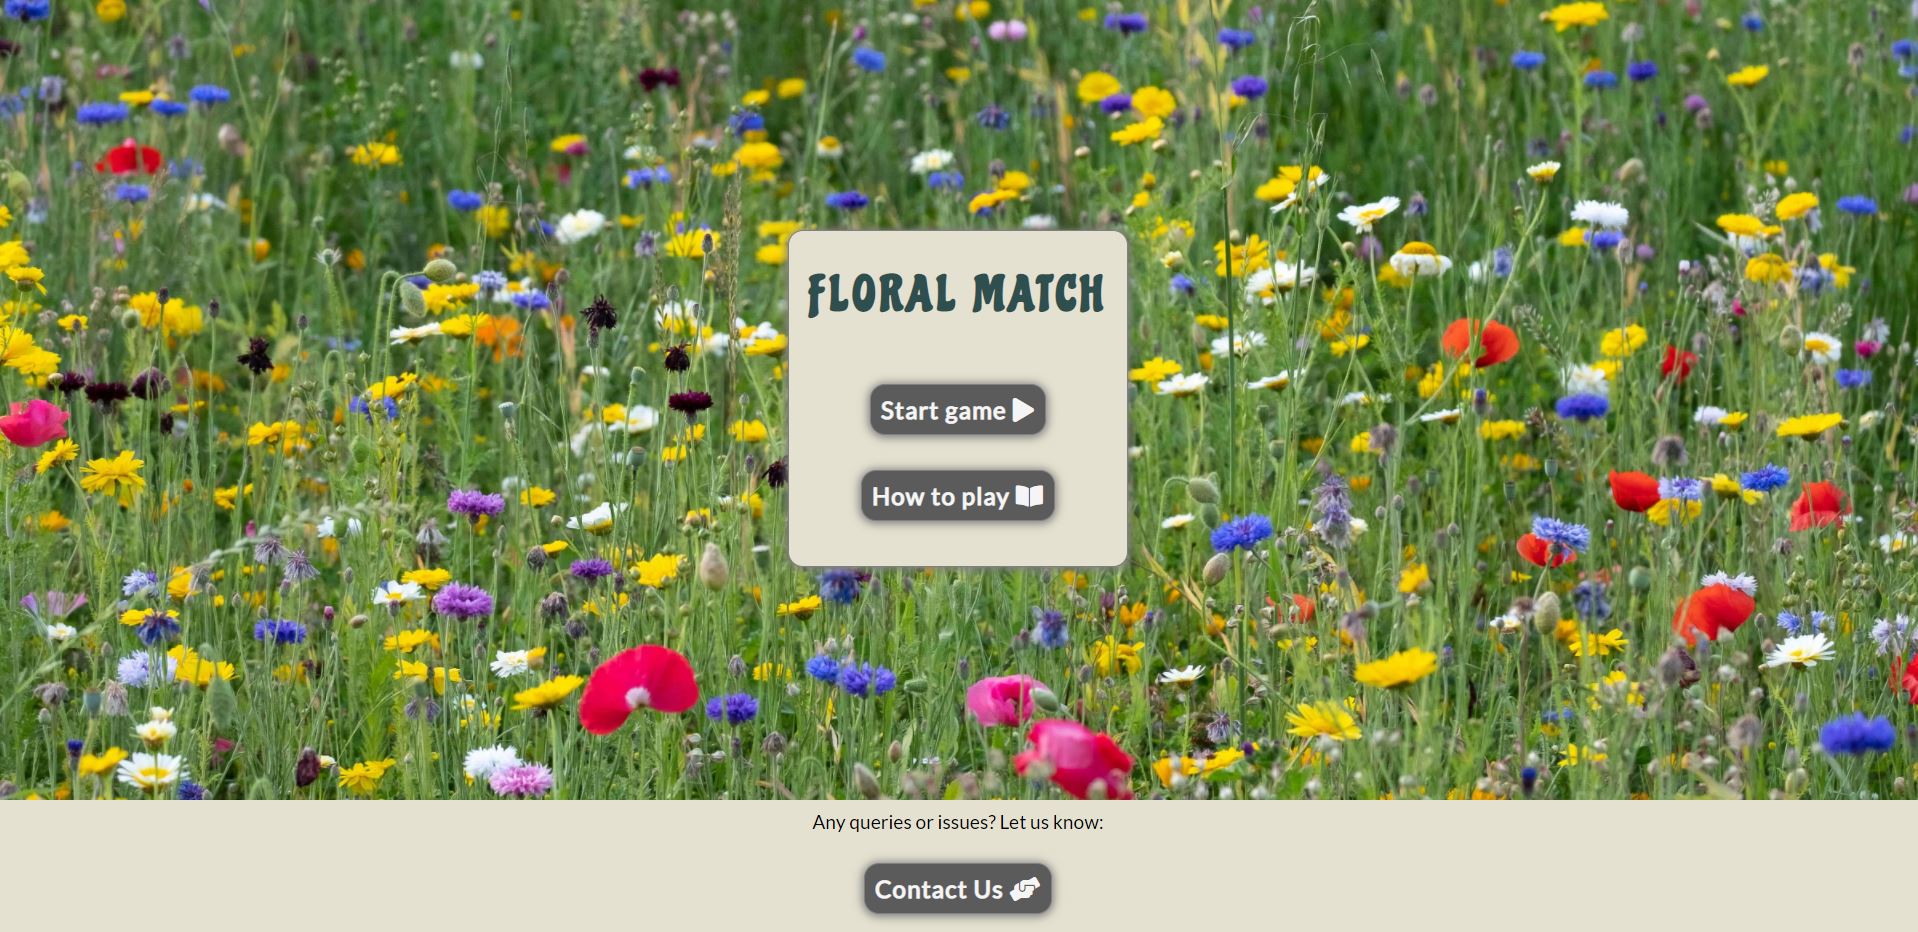 FLORAL MATCH
Start game
How to play
Any queries or issues? Let us know:
Contact Us